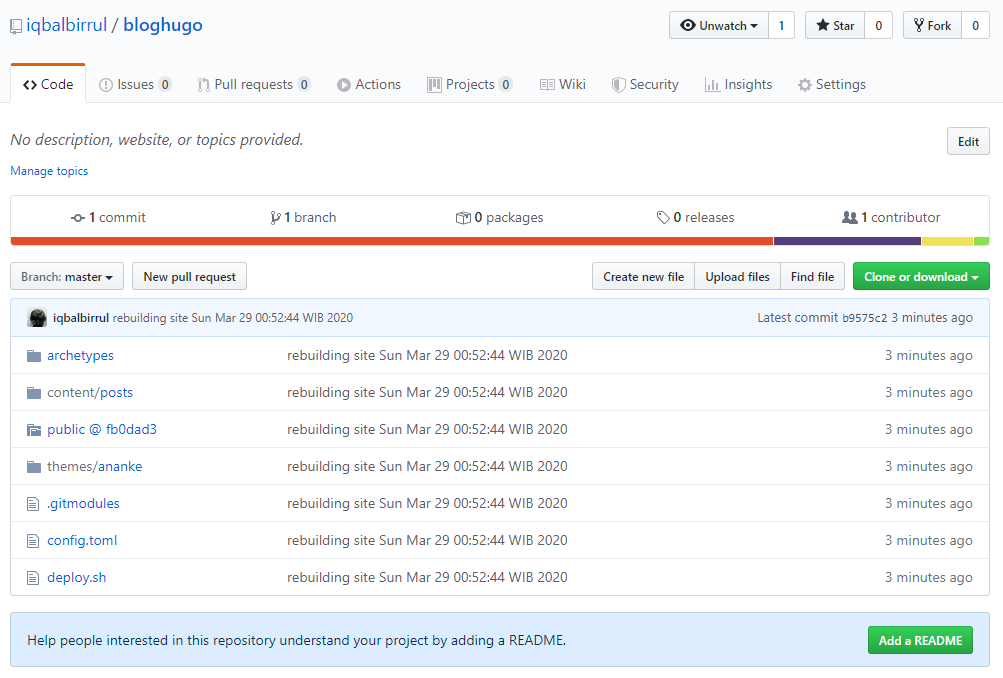 iqbalbirrul / bloghugo
Unwatch 1 Star 0 Fork 0
Code Issues 0 Pull requests 0 Actions Projects 0 Wiki Security Insights Settings
No description, website, or topics provided.
Edit
Manage topics
1 commit 1 branch 0 packages 0 releases 1 contributor
Branch: master New pull request Create new file Upload files Find file Clone or download
iqbalbirrul rebuilding site Sun Mar 29 00:52:44 WIB 2020 Latest commit b9575c2 3 minutes ago
archetypes rebuilding site Sun Mar 29 00:52:44 WIB 2020 3 minutes ago
content/posts rebuilding site Sun Mar 29 00:52:44 WIB 2020 3 minutes ago
public @ fb0dad3 rebuilding site Sun Mar 29 00:52:44 WIB 2020 3 minutes ago
themes/ananke rebuilding site Sun Mar 29 00:52:44 WIB 2020 3 minutes ago
.gitmodules rebuilding site Sun Mar 29 00:52:44 WIB 2020 3 minutes ago
config.toml rebuilding site Sun Mar 29 00:52:44 WIB 2020 3 minutes ago
deploy.sh rebuilding site Sun Mar 29 00:52:44 WIB 2020 3 minutes ago
Help people interested in this repository understand your project by adding a README. Add a README